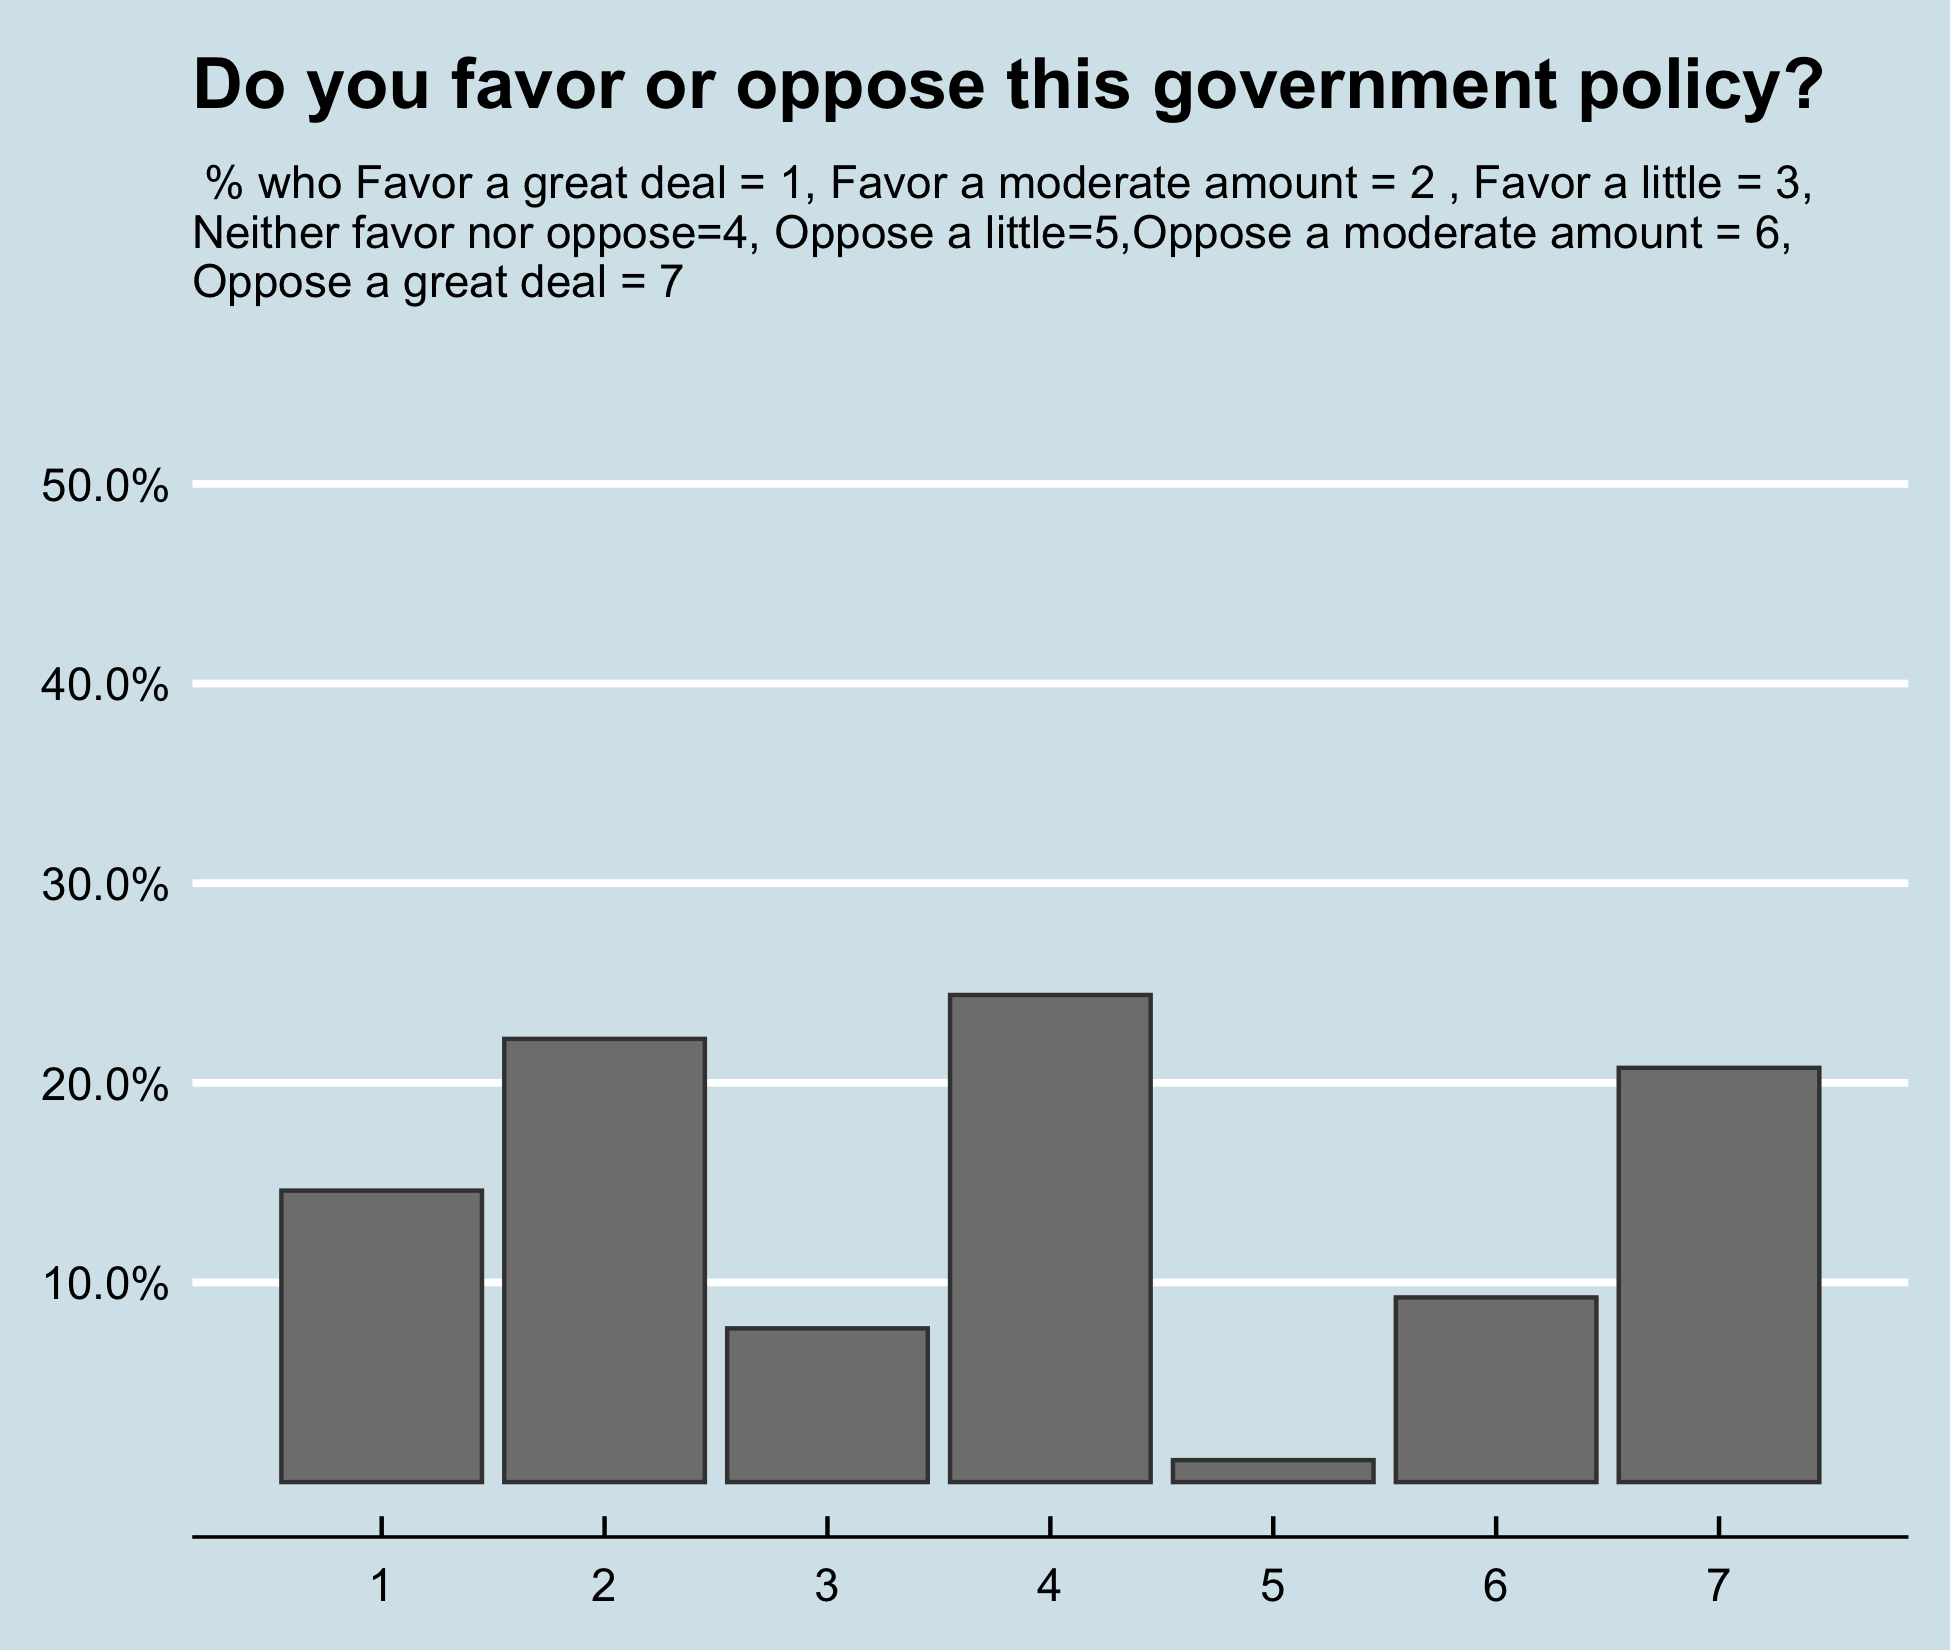 Do you favor or oppose this government policy?
% who Favor a great deal = 1, Favor a moderate amount = 2 , Favor a little = 3,
Neither favor nor oppose=4, Oppose a little=5,Oppose a moderate amount = 6,
Oppose a great deal = 7
50.0%
40.0%
30.0%
20.0%
10.0%
1 2 3 4 5 6 7